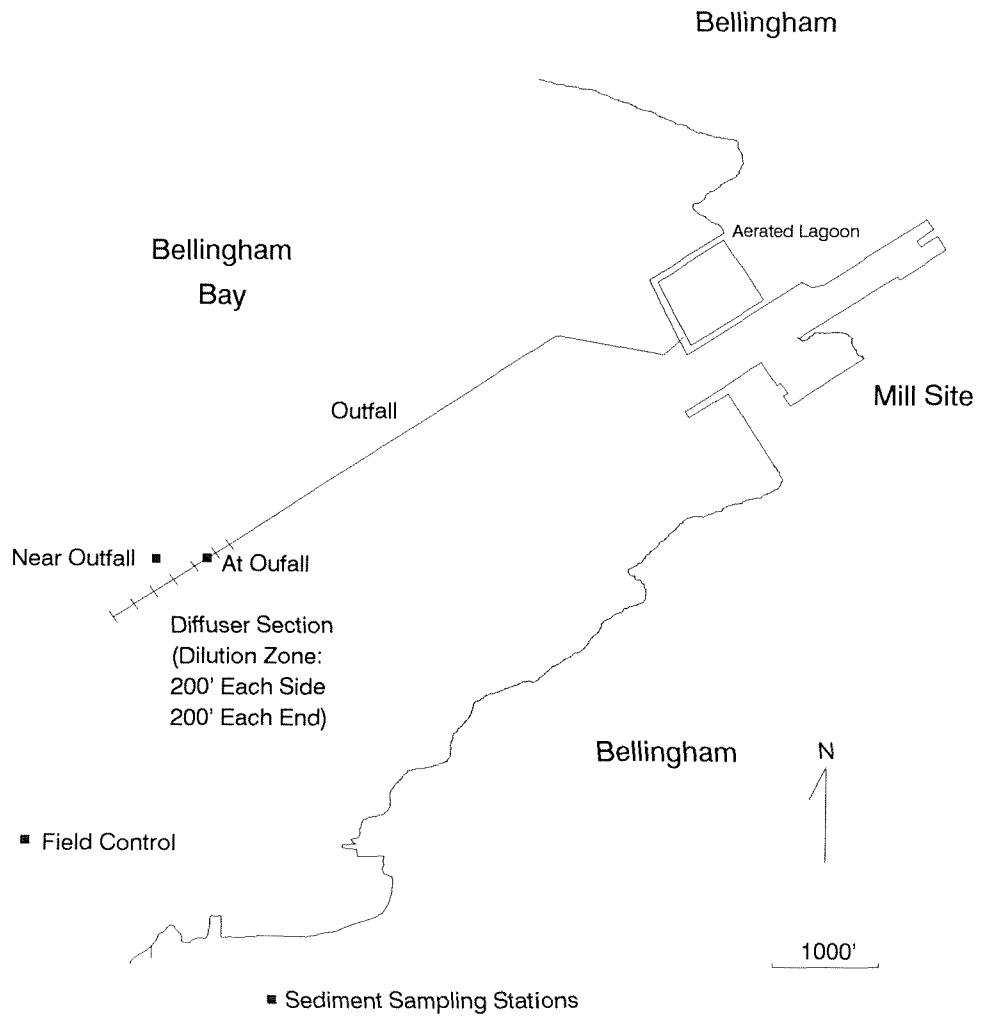 Bellingham
Aerated Lagoon
Bellingham
Bay
Mill Site
Outfall
Near Outfall
At Oufall
Diffuser Section
(Dilution Zone:
200' Each Side
200' Each End)
Bellingham
N
Field Control
1000'
Sediment Sampling Stations